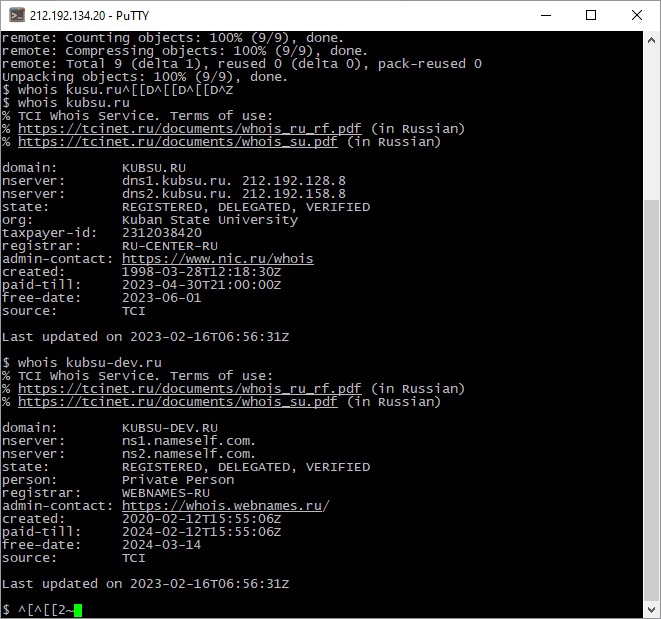 212.192.134.20 - PuTTY
remote: Counting objects: 100% (9/9), done.
remote: Compressing objects: 100% (9/9), done.
remote: Total 9 (delta 1), reused 0 (delta 0), pack-reused 0
Unpacking objects: 100% (9/9), done.
$ whois kusu.ru^[[D^[[D^[[D^Z
$ whois kubsu.ru
% TCI Whois Service. Terms of use:
% https://tcinet.ru/documents/whois_ru_rf.pdf (in Russian)
% https://tcinet.ru/documents/whois_su.pdf (in Russian)
domain: KUBSU.RU
nserver: dns1.kubsu.ru. 212.192.128.8
nserver: dns2.kubsu.ru. 212.192.158.8
state: REGISTERED, DELEGATED, VERIFIED
org: Kuban State University
taxpayer-id: 2312038420
registrar: RU-CENTER-RU
admin-contact: https://www.nic.ru/whois
created: 1998-03-28T12:18:30Z
paid-till: 2023-04-30T21:00:00Z
free-date: 2023-06-01
source: TCI
Last updated on 2023-02-16T06:56:31Z
$ whois kubsu-dev.ru
% TCI Whois Service. Terms of use:
% https://tcinet.ru/documents/whois_ru_rf.pdf (in Russian)
% https://tcinet.ru/documents/whois_su.pdf (in Russian)
domain: KUBSU-DEV.RU
nserver: ns1.nameself.com.
nserver: ns2.nameself.com.
state: REGISTERED, DELEGATED, VERIFIED
person: Private Person
registrar: WEBNAMES-RU
admin-contact: https://whois.webnames.ru/
created: 2020-02-12T15:55:06Z
paid-till: 2024-02-12T15:55:06Z
free-date: 2024-03-14
source: TCI
Last updated on 2023-02-16T06:56:31Z
$ ^[^[[2~